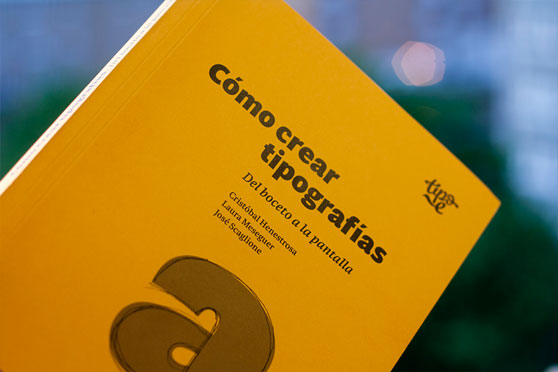 Cómo crear
tipografías
Del boceto a la pantalla
Cristóbal Henestrosa
Laura Meseguer
José Scaglione
tipo
e
a